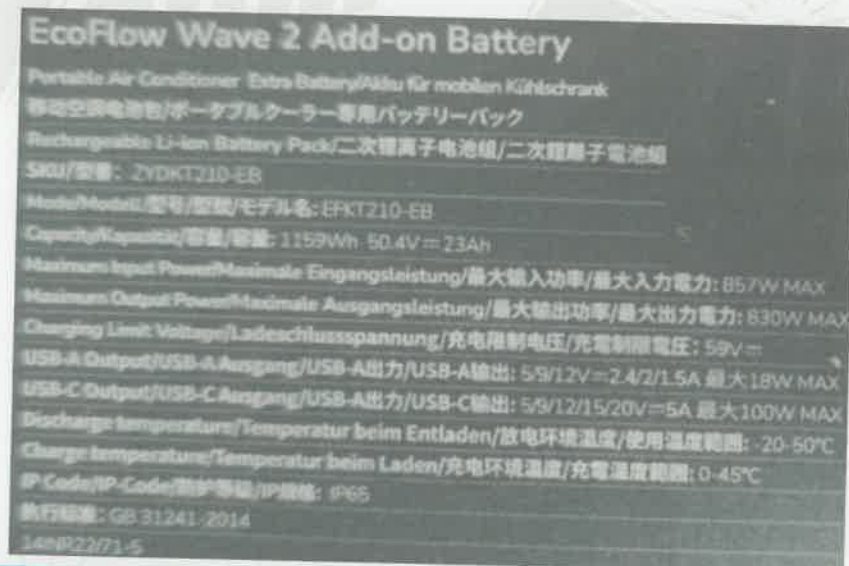 EcoFlow Wave 2 Add-on Battery
Portable Air Conditioner Extra Battery/Akku für mobilen Kühlschrank
移动空调电池包/ポータブルクーラー専用バッテリーパック
Rechargeable Li-ion Battery Pack/二次锂离子电池组/二次鋰離子電池組
SKU/型番: ZYDKT210-EB
Model/Modell/型号/型號/モデル名: EFKT210-EB
Capacity/Kapazität/容量/容量: 1159Wh 50.4V⎓23Ah
Maximum Input Power/Maximale Eingangsleistung/最大输入功率/最大入力電力: 857W MAX
Maximum Output Power/Maximale Ausgangsleistung/最大输出功率/最大出力電力: 830W MAX
Charging Limit Voltage/Ladeschlussspannung/充电限制电压/充電制限電圧: 59V⎓
USB-A Output/USB-A Ausgang/USB-A出力/USB-A输出: 5/9/12V⎓2.4/2/1.5A 最大18W MAX
USB-C Output/USB-C Ausgang/USB-A出力/USB-C输出: 5/9/12/15/20V⎓5A 最大100W MAX
Discharge temperature/Temperatur beim Entladen/放电环境温度/使用温度範囲: -20-50℃
Charge temperature/Temperatur beim Laden/充电环境温度/充電温度範囲: 0-45℃
IP Code/IP-Code/防护等级/IP規格: IP65
执行标准: GB 31241-2014